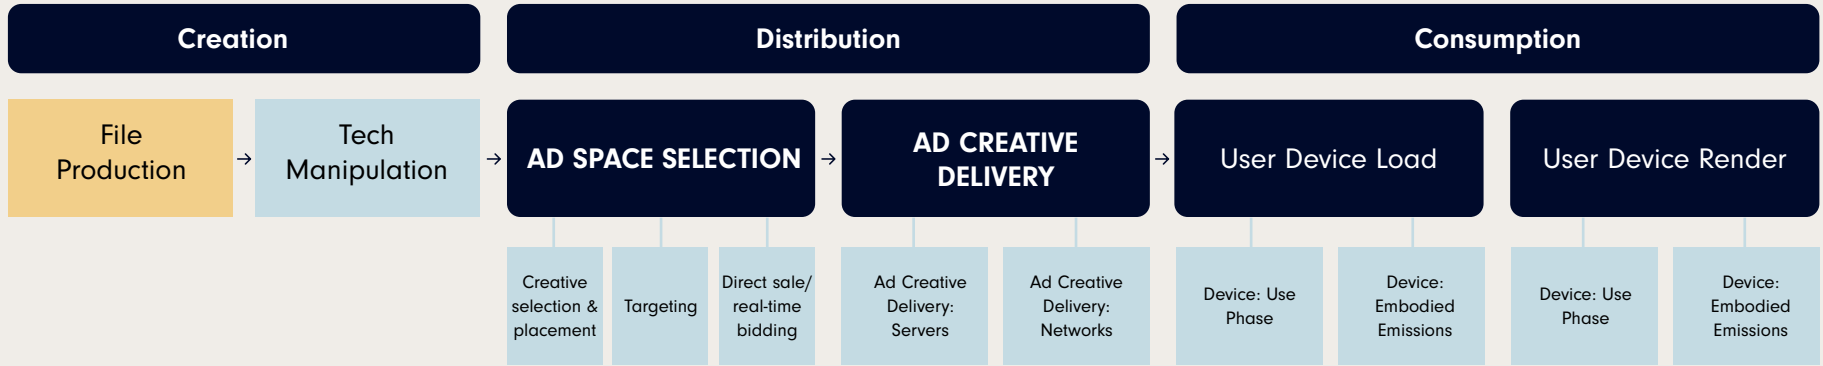 Creation
Distribution
Consumption
File
Production
Tech
Manipulation
AD SPACE SELECTION
AD CREATIVE
DELIVERY
User Device Load
User Device Render
Creative
selection &
placement
Targeting
Direct sale/
real-time
bidding
Ad Creative
Delivery:
Servers
Ad Creative
Delivery:
Networks
Device: Use
Phase
Device:
Embodied
Emissions
Device: Use
Phase
Device:
Embodied
Emissions